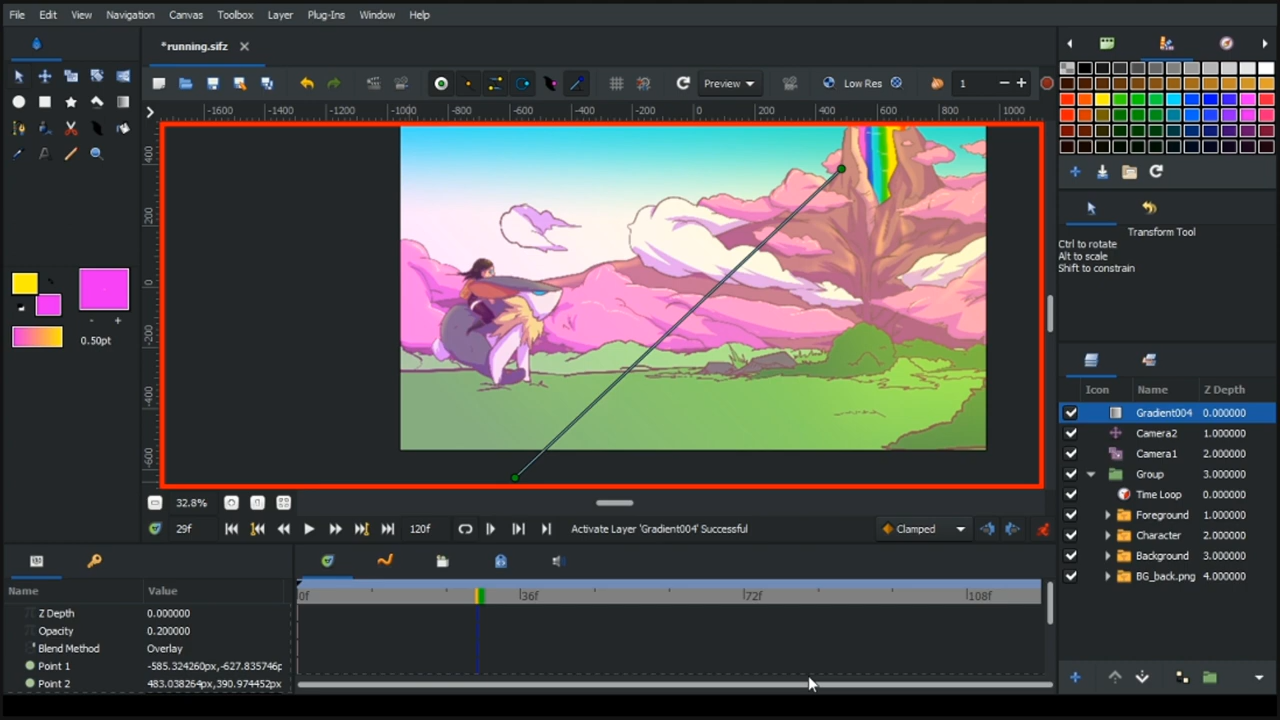 File Edit View Navigation Canvas Toolbox Layer Plug-Ins Window Help
*running.sifz
Preview Low Res 1
-1600 -1400 -1200 -1000 -800 -600 -400 -200 0 200 400 600 800 1000
400
200
0
-200
-400
-600
0.50pt
Transform Tool
Ctrl to rotate
Alt to scale
Shift to constrain
Icon Name Z Depth
Gradient004 0.000000
Camera2 1.000000
Camera1 2.000000
Group 3.000000
Time Loop 0.000000
Foreground 1.000000
Character 2.000000
Background 3.000000
BG_back.png 4.000000
32.8%
29f 120f Activate Layer 'Gradient004' Successful Clamped
Name Value
Z Depth 0.000000
Opacity 0.200000
Blend Method Overlay
Point 1 -585.324260px,-627.835746p
Point 2 483.038264px,390.974452px
0f 36f 72f 108f